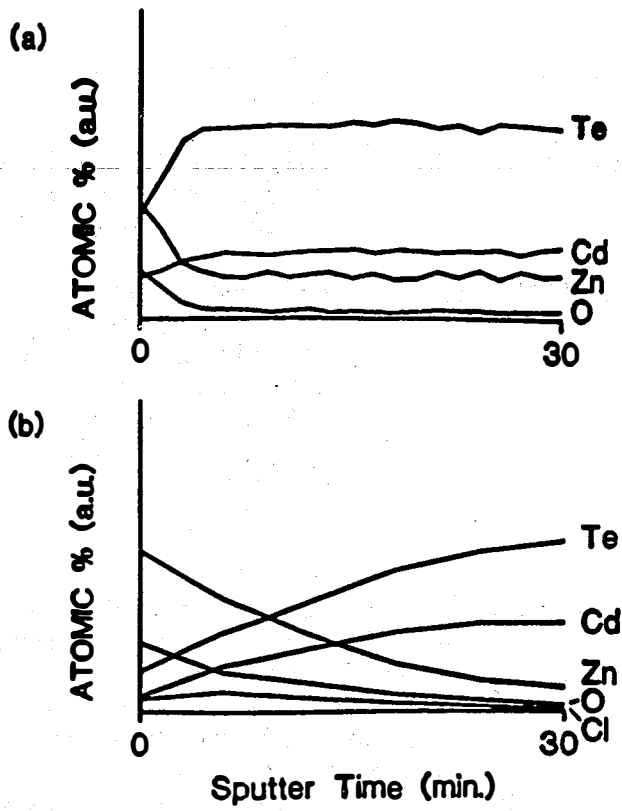 (a)
ATOMIC % (a.u.)
Te
Cd
Zn
O
0
30
(b)
ATOMIC % (a.u.)
Te
Cd
Zn
O
Cl
0
30
Sputter Time (min.)